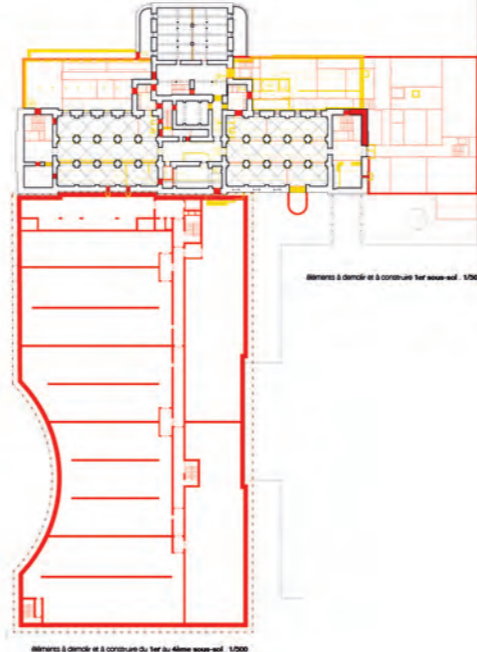 éléments à démolir et à construire 1er sous-sol . 1/500
éléments à démolir et à construire du 1er au 4ème sous-sol . 1/500